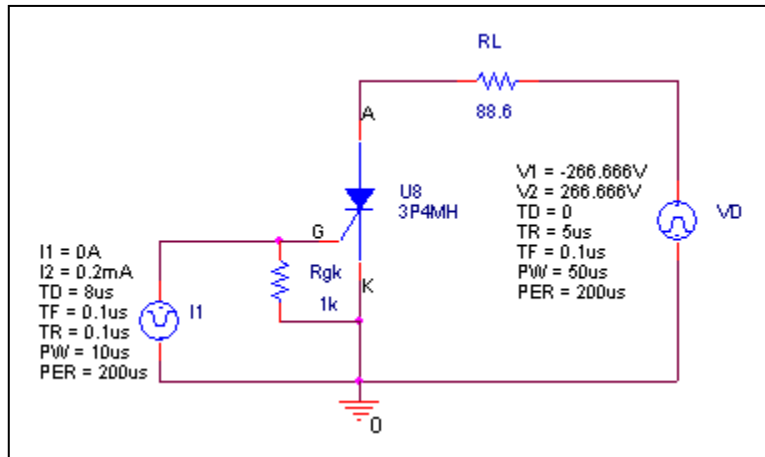 RL
88.6
A
U8
3P4MH
G
Rgk
1k
K
I1 = 0A
I2 = 0.2mA
TD = 8us
TF = 0.1us
TR = 0.1us
PW = 10us
PER = 200us
I1
V1 = -266.666V
V2 = 266.666V
TD = 0
TR = 5us
TF = 0.1us
PW = 50us
PER = 200us
VD
0